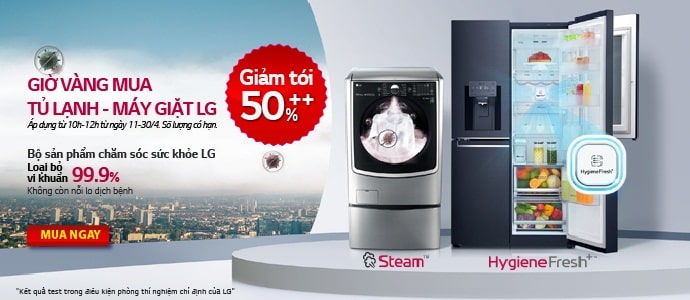 GIỜ VÀNG MUA
TỦ LẠNH - MÁY GIẶT LG
Áp dụng từ 10h-12h từ ngày 11-30/4. Số lượng có hạn.
Giảm tới
50%++
Bộ sản phẩm chăm sóc sức khỏe LG
Loại bỏ
vi khuẩn 99.9%
Không còn nỗi lo dịch bệnh
MUA NGAY
HygieneFresh+
Steam™
HygieneFresh+™
"Kết quả test trong điều kiện phòng thí nghiệm chỉ định của LG"